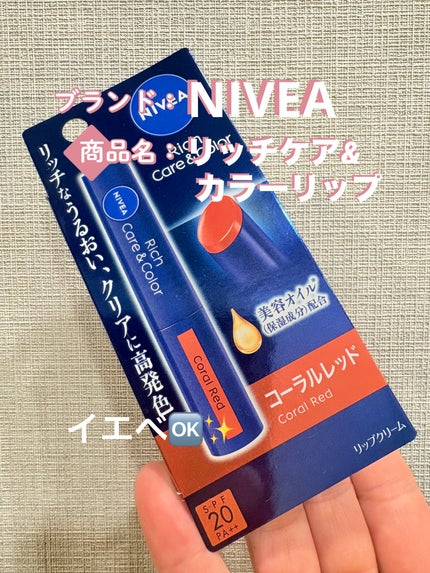 ブランド：NIVEA
商品名：リッチケア&
カラーリップ
NIVEA
Rich
Care&Color
リッチなうるおい、クリアに高発色
NIVEA
Rich
Care&Color
Coral Red
美容オイル
(保湿成分)配合
コーラルレッド
Coral Red
イエベ🆗✨
リップクリーム
SPF
20
PA++